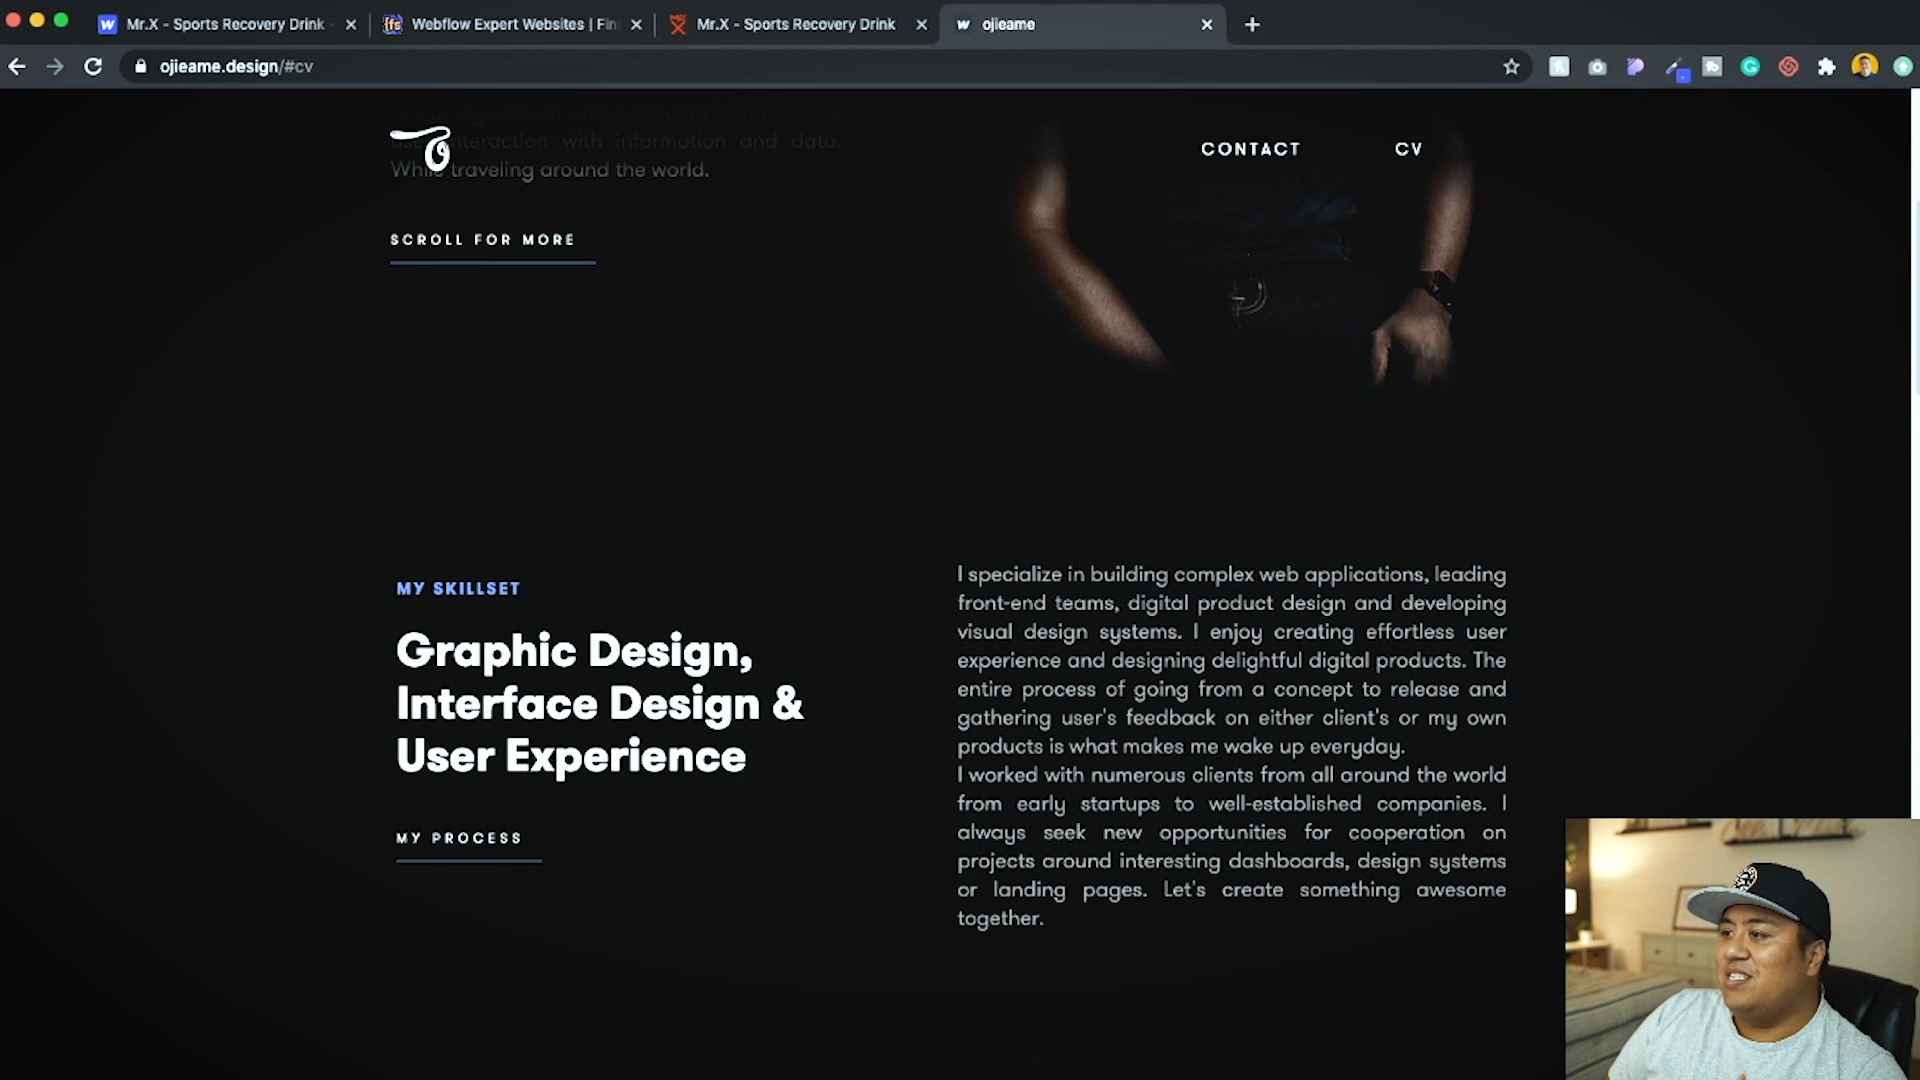 Mr.X - Sports Recovery Drink
Webflow Expert Websites | Fin
Mr.X - Sports Recovery Drink
ojieame
ojieame.design/#cv
interaction with information and data.
While traveling around the world.
CONTACT
CV
SCROLL FOR MORE
MY SKILLSET
Graphic Design,
Interface Design &
User Experience
MY PROCESS
I specialize in building complex web applications, leading
front-end teams, digital product design and developing
visual design systems. I enjoy creating effortless user
experience and designing delightful digital products. The
entire process of going from a concept to release and
gathering user's feedback on either client's or my own
products is what makes me wake up everyday.
I worked with numerous clients from all around the world
from early startups to well-established companies. I
always seek new opportunities for cooperation on
projects around interesting dashboards, design systems
or landing pages. Let's create something awesome
together.